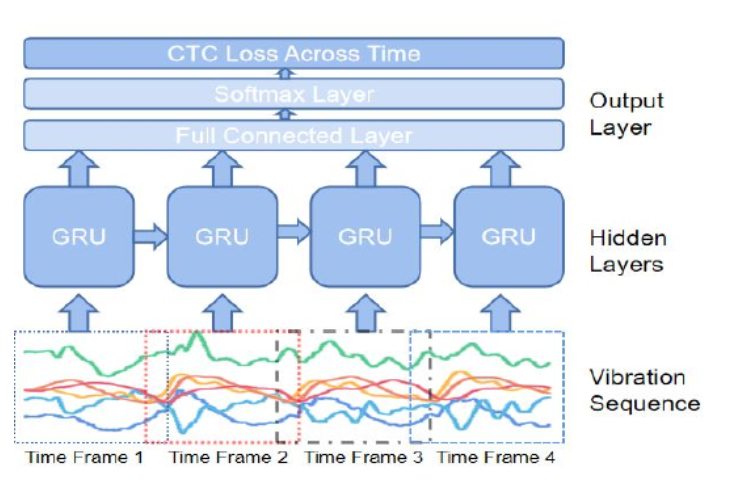 CTC Loss Across Time
Softmax Layer
Full Connected Layer
Output
Layer
GRU GRU GRU GRU
Hidden
Layers
Vibration
Sequence
Time Frame 1 Time Frame 2 Time Frame 3 Time Frame 4